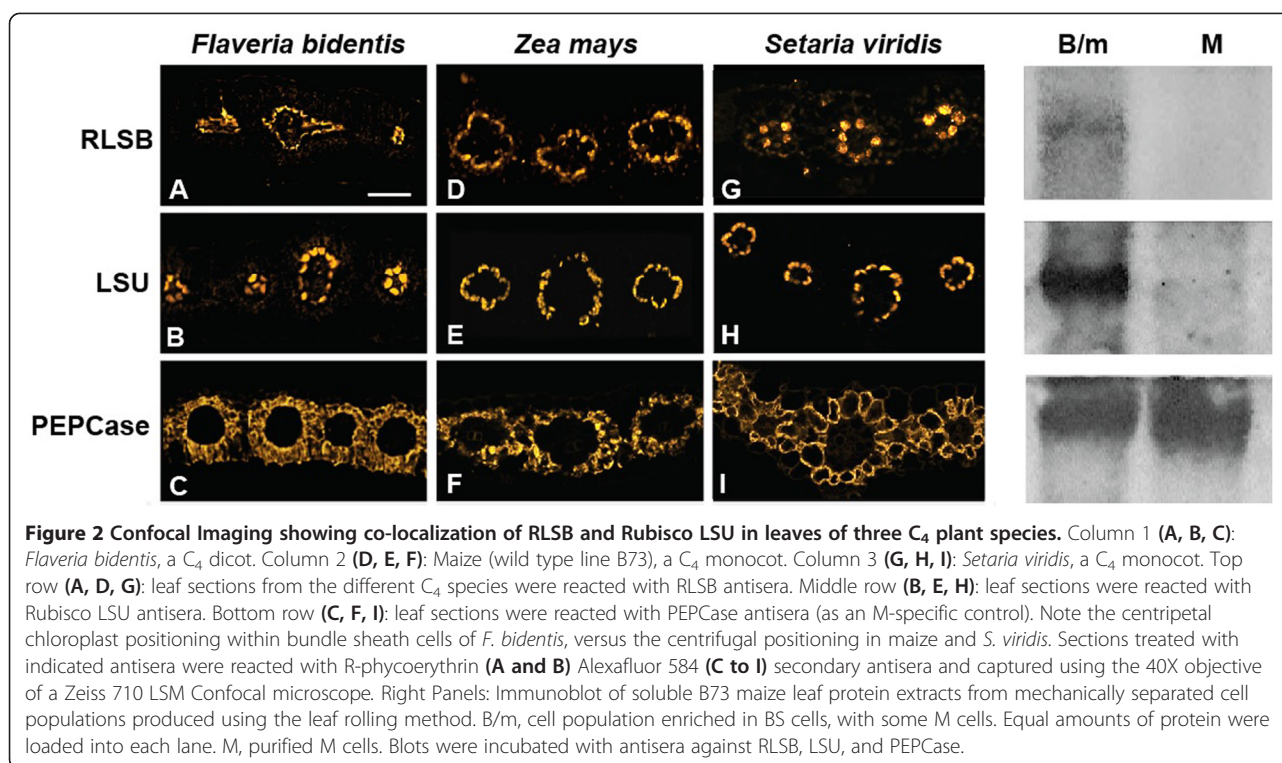 Flaveria bidentis Zea mays Setaria viridis B/m M
RLSB
A D G
LSU
B E H
PEPCase
C F I
Figure 2 Confocal Imaging showing co-localization of RLSB and Rubisco LSU in leaves of three C₄ plant species. Column 1 (A, B, C):
Flaveria bidentis, a C₄ dicot. Column 2 (D, E, F): Maize (wild type line B73), a C₄ monocot. Column 3 (G, H, I): Setaria viridis, a C₄ monocot. Top
row (A, D, G): leaf sections from the different C₄ species were reacted with RLSB antisera. Middle row (B, E, H): leaf sections were reacted with
Rubisco LSU antisera. Bottom row (C, F, I): leaf sections were reacted with PEPCase antisera (as an M-specific control). Note the centripetal
chloroplast positioning within bundle sheath cells of F. bidentis, versus the centrifugal positioning in maize and S. viridis. Sections treated with
indicated antisera were reacted with R-phycoerythrin (A and B) Alexafluor 584 (C to I) secondary antisera and captured using the 40X objective
of a Zeiss 710 LSM Confocal microscope. Right Panels: Immunoblot of soluble B73 maize leaf protein extracts from mechanically separated cell
populations produced using the leaf rolling method. B/m, cell population enriched in BS cells, with some M cells. Equal amounts of protein were
loaded into each lane. M, purified M cells. Blots were incubated with antisera against RLSB, LSU, and PEPCase.